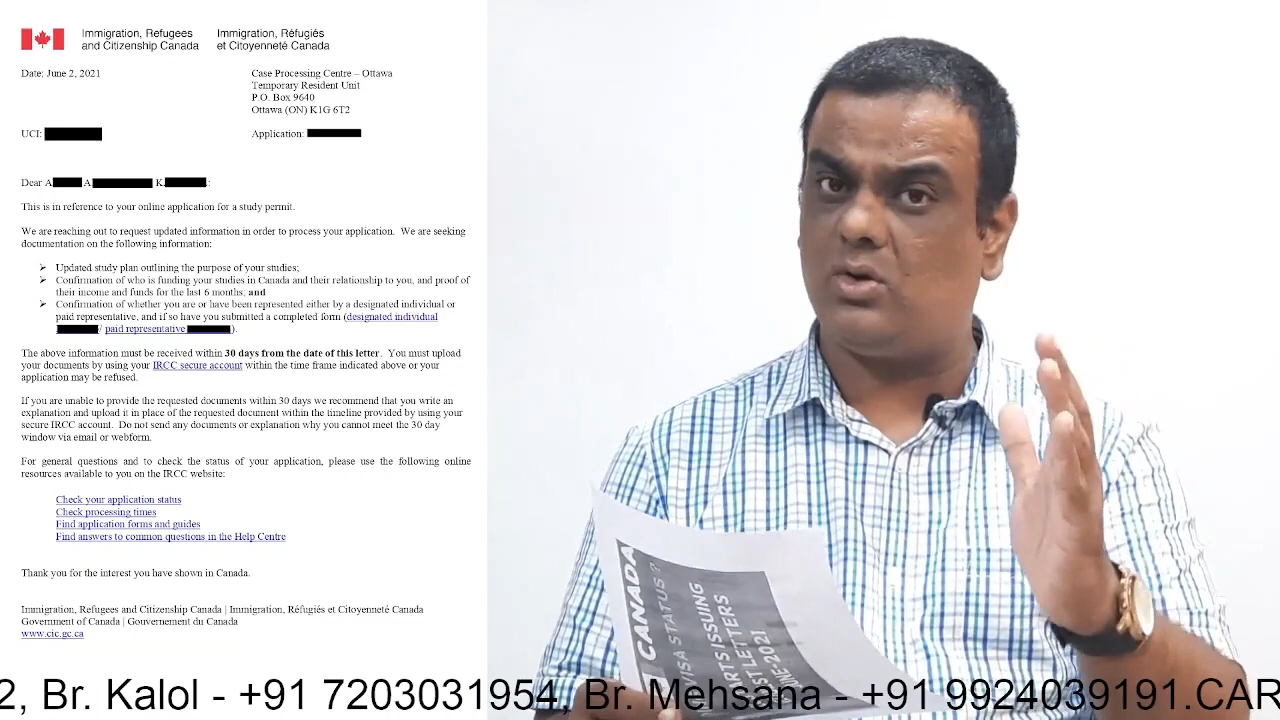 Immigration, Refugees
and Citizenship Canada
Immigration, Réfugiés
et Citoyenneté Canada
Date: June 2, 2021
Case Processing Centre – Ottawa
Temporary Resident Unit
P.O. Box 9640
Ottawa (ON) K1G 6T2
UCI:
Application:
Dear A A K :
This is in reference to your online application for a study permit.
We are reaching out to request updated information in order to process your application. We are seeking
documentation on the following information:
➢ Updated study plan outlining the purpose of your studies;
➢ Confirmation of who is funding your studies in Canada and their relationship to you, and proof of
their income and funds for the last 6 months; and
➢ Confirmation of whether you are or have been represented either by a designated individual or
paid representative, and if so have you submitted a completed form (designated individual
/ paid representative ).
The above information must be received within 30 days from the date of this letter. You must upload
your documents by using your IRCC secure account within the time frame indicated above or your
application may be refused.
If you are unable to provide the requested documents within 30 days we recommend that you write an
explanation and upload it in place of the requested document within the timeline provided by using your
secure IRCC account. Do not send any documents or explanation why you cannot meet the 30 day
window via email or webform.
For general questions and to check the status of your application, please use the following online
resources available to you on the IRCC website:
Check your application status
Check processing times
Find application forms and guides
Find answers to common questions in the Help Centre
Thank you for the interest you have shown in Canada.
Immigration, Refugees and Citizenship Canada | Immigration, Réfugiés et Citoyenneté Canada
Government of Canada | Gouvernement du Canada
www.cic.gc.ca
CANADA
VISA STATUS?
ISSUING
LETTERS
2021
2, Br. Kalol - +91 7203031954, Br. Mehsana - +91 9924039191.CAR